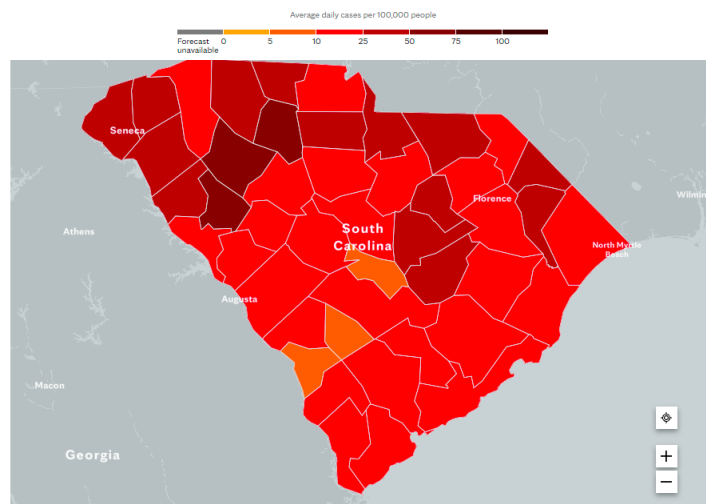 Average daily cases per 100,000 people
Forecast
unavailable
0 5 10 25 50 75 100
Seneca
Florence
Wilmin
South
Carolina
North Myrtle
Beach
Athens
Augusta
Macon
Georgia
+
−